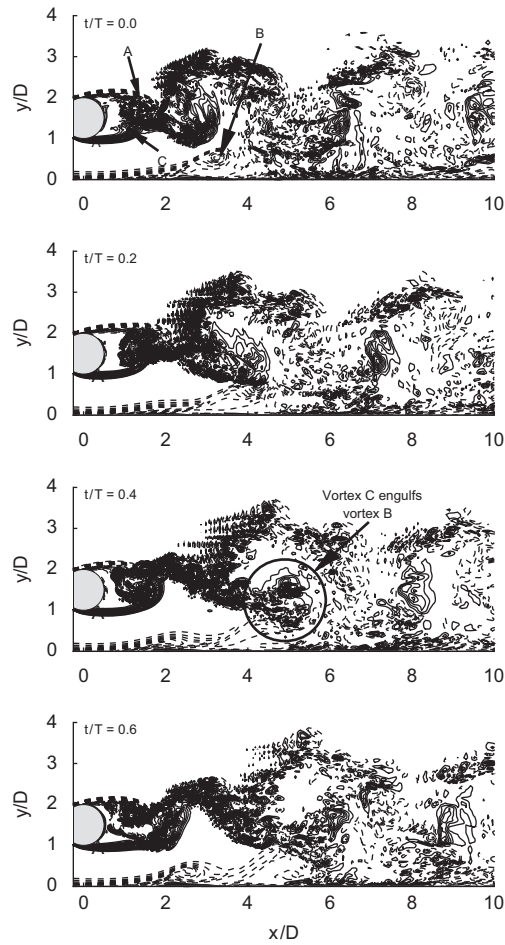 4
t/T = 0.0
A
B
3
y/D
2
1
C
0
0 2 4 6 8 10
4
t/T = 0.2
3
y/D
2
1
0
0 2 4 6 8 10
4
t/T = 0.4
Vortex C engulfs
vortex B
3
y/D
2
1
0
0 2 4 6 8 10
4
t/T = 0.6
3
y/D
2
1
0
0 2 4 6 8 10
x/D